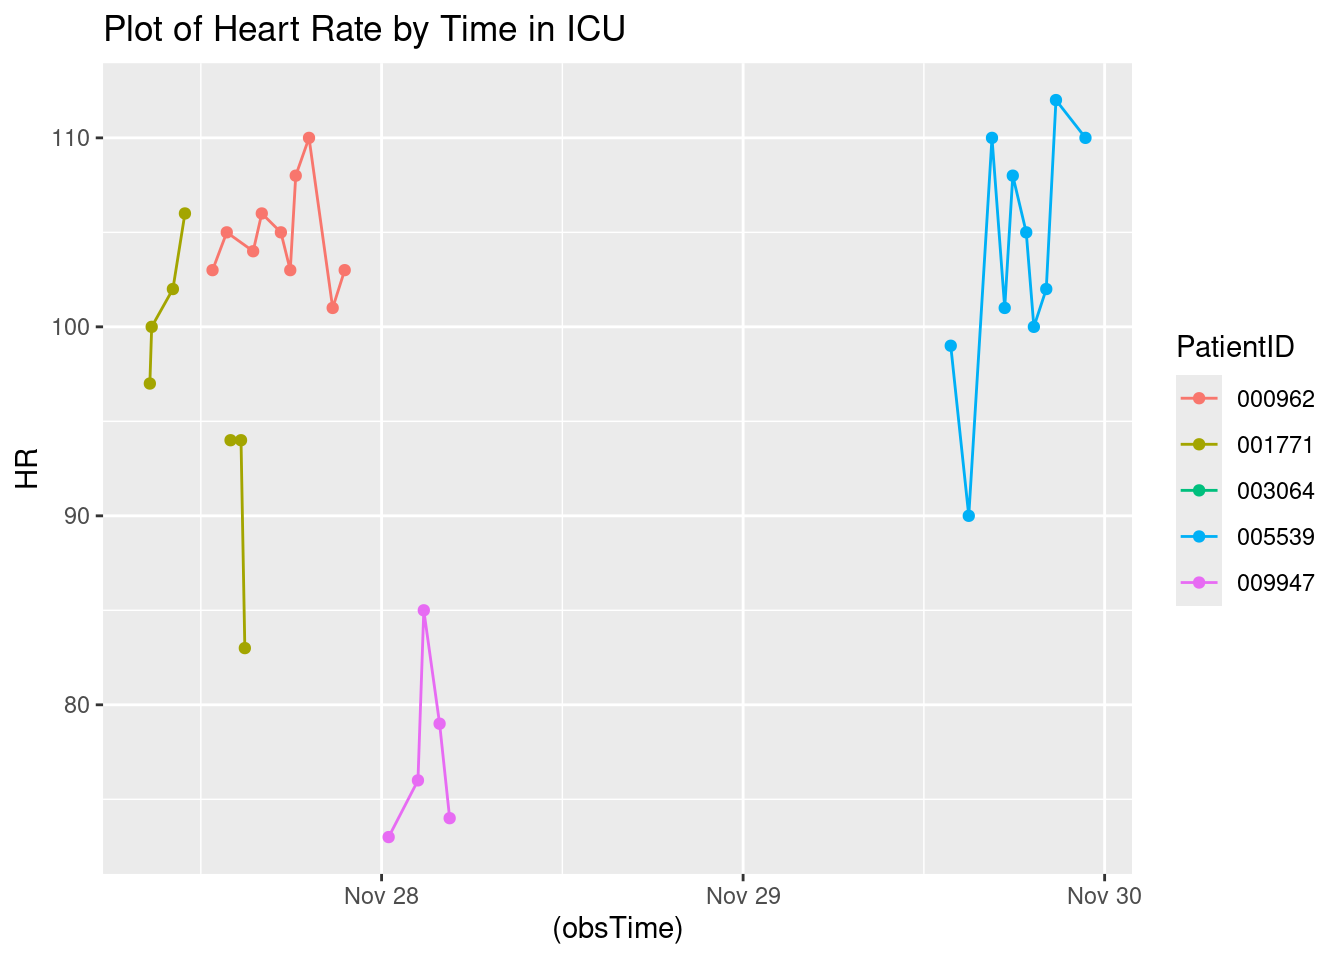 Plot of Heart Rate by Time in ICU
110
100
90
80
HR
Nov 28
Nov 29
Nov 30
(obsTime)
PatientID
000962
001771
003064
005539
009947